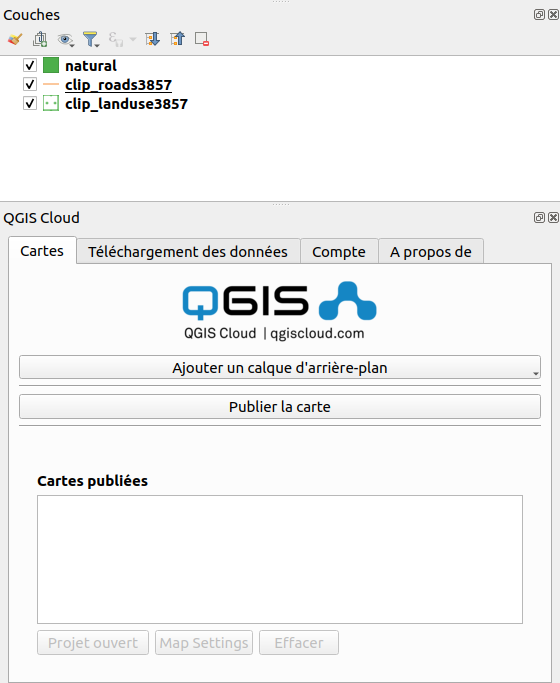 Couches
natural
clip_roads3857
clip_landuse3857
QGIS Cloud
Cartes Téléchargement des données Compte A propos de
QGIS
QGIS Cloud | qgiscloud.com
Ajouter un calque d'arrière-plan
Publier la carte
Cartes publiées
Projet ouvert Map Settings Effacer